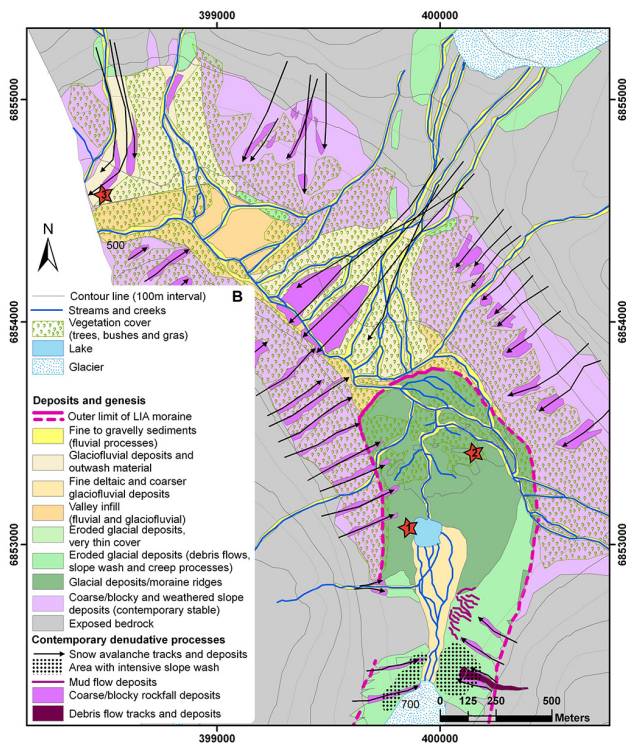 399000
400000
6855000
6855000
N
500
B
Contour line (100m interval)
Streams and creeks
Vegetation cover
(trees, bushes and gras)
Lake
Glacier
6854000
6854000
Deposits and genesis
Outer limit of LIA moraine
Fine to gravelly sediments
(fluvial processes)
Glaciofluvial deposits and
outwash material
Fine deltaic and coarser
glaciofluvial deposits
Valley infill
(fluvial and glaciofluvial)
Eroded glacial deposits,
very thin cover
Eroded glacial deposits (debris flows,
slope wash and creep processes)
Glacial deposits/moraine ridges
Coarse/blocky and weathered slope
deposits (contemporary stable)
Exposed bedrock
Contemporary denudative processes
Snow avalanche tracks and deposits
Area with intensive slope wash
Mud flow deposits
Coarse/blocky rockfall deposits
Debris flow tracks and deposits
2
1
6853000
6853000
700
0 125 250 500
Meters
399000
400000